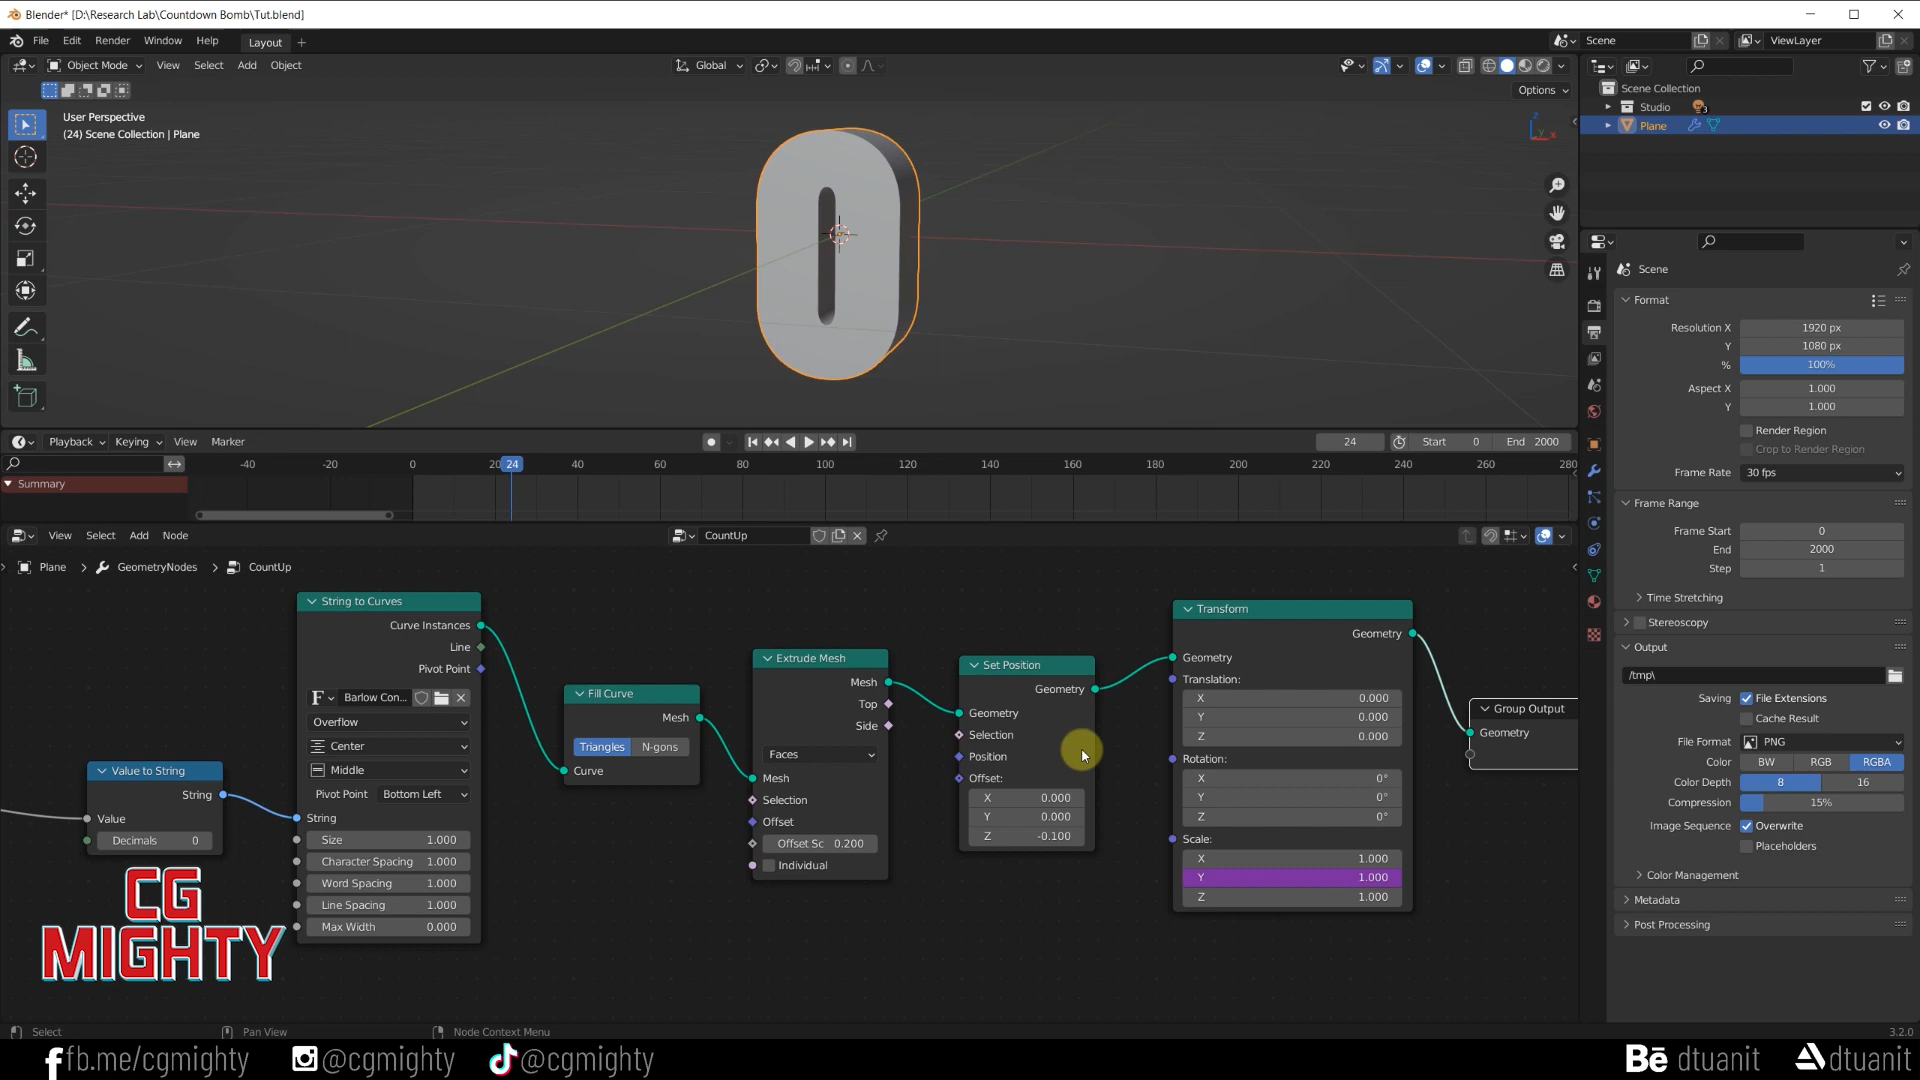 Blender* [D:\Research Lab\Countdown Bomb\Tut.blend]
File Edit Render Window Help Layout +
Scene ViewLayer
Object Mode View Select Add Object Global
Options
User Perspective
(24) Scene Collection | Plane
Z
Y
X
Scene Collection
Studio 3
Plane
Scene
Format
Resolution X 1920 px
Y 1080 px
% 100%
Aspect X 1.000
Y 1.000
Render Region
Crop to Render Region
Frame Rate 30 fps
Frame Range
Frame Start 0
End 2000
Step 1
Time Stretching
Stereoscopy
Output
/tmp\
Saving File Extensions
Cache Result
File Format PNG
Color BW RGB RGBA
Color Depth 8 16
Compression 15%
Image Sequence Overwrite
Placeholders
Color Management
Metadata
Post Processing
Playback Keying View Marker 24 Start 0 End 2000
-40 -20 0 20 24 40 60 80 100 120 140 160 180 200 220 240 260 280
Summary
View Select Add Node CountUp
Plane > GeometryNodes > CountUp
Value to String
String
Value
Decimals 0
String to Curves
Curve Instances
Line
Pivot Point
F Barlow Con...
Overflow
Center
Middle
Pivot Point Bottom Left
String
Size 1.000
Character Spacing 1.000
Word Spacing 1.000
Line Spacing 1.000
Max Width 0.000
Fill Curve
Mesh
Triangles N-gons
Curve
Extrude Mesh
Mesh
Top
Side
Faces
Mesh
Selection
Offset
Offset Sc 0.200
Individual
Set Position
Geometry
Geometry
Selection
Position
Offset:
X 0.000
Y 0.000
Z -0.100
Transform
Geometry
Geometry
Translation:
X 0.000
Y 0.000
Z 0.000
Rotation:
X 0°
Y 0°
Z 0°
Scale:
X 1.000
Y 1.000
Z 1.000
Group Output
Geometry
CG
MIGHTY
Select Pan View Node Context Menu 3.2.0
fb.me/cgmighty @cgmighty @cgmighty Bē dtuanit dtuanit